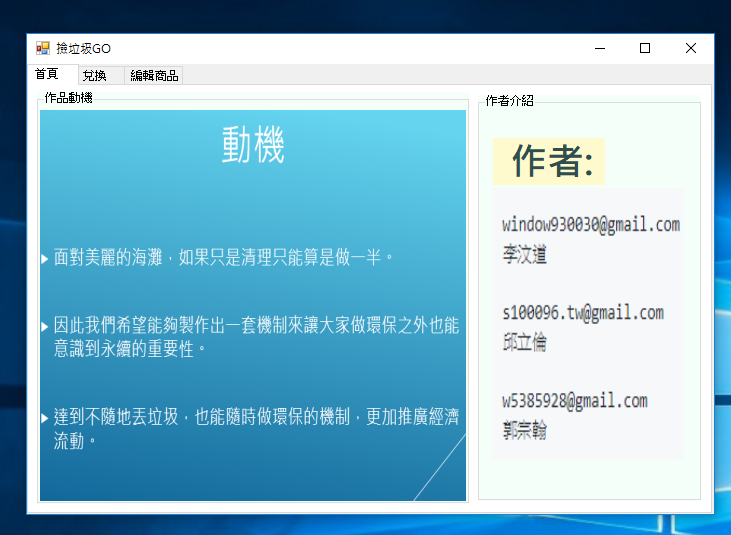 撿垃圾GO
首頁 兌換 編輯商品
作品動機
動機
面對美麗的海灘，如果只是清理只能算是做一半。
因此我們希望能夠製作出一套機制來讓大家做環保之外也能
意識到永續的重要性。
達到不隨地丟垃圾，也能隨時做環保的機制，更加推廣經濟
流動。
作者介紹
作者:
window930030@gmail.com
李汶道
s100096.tw@gmail.com
邱立倫
w5385928@gmail.com
郭宗翰